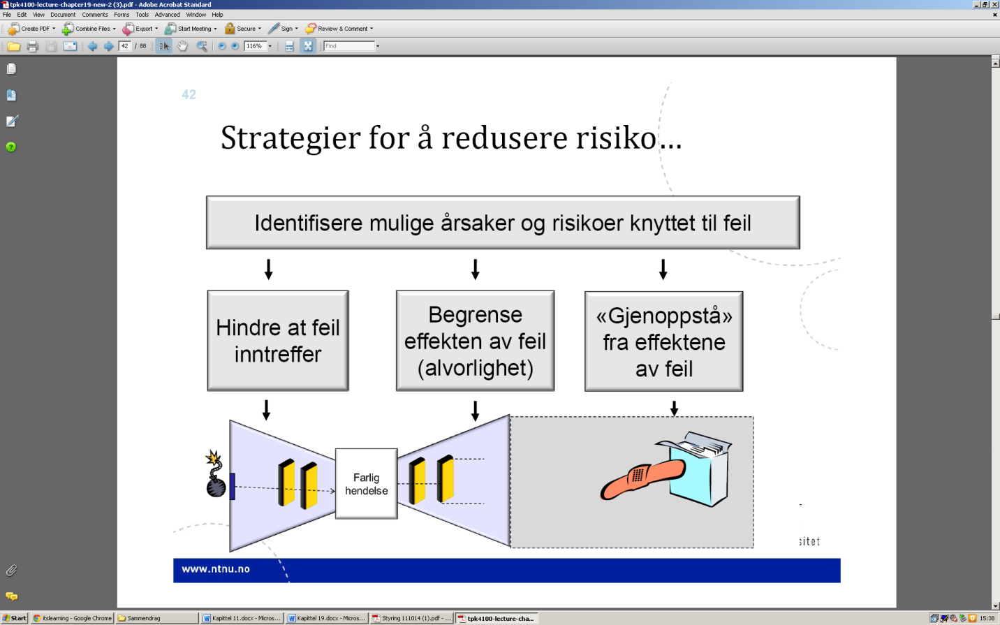 tpk4100-lecture-chapter19-new-2 (3).pdf - Adobe Acrobat Standard
File Edit View Document Comments Forms Tools Advanced Window Help
Create PDF Combine Files Export Start Meeting Secure Sign Review & Comment
42 / 88 116% Find
42
Strategier for å redusere risiko...
Identifisere mulige årsaker og risikoer knyttet til feil
Hindre at feil
inntreffer
Begrense
effekten av feil
(alvorlighet)
«Gjenoppstå»
fra effektene
av feil
Farlig
hendelse
sitet
www.ntnu.no
Start itslearning - Google Chrome Sammendrag Kapittel 11.docx - Micros... Kapittel 19.docx - Micros... Styring 111014 (1).pdf - ... tpk4100-lecture-cha... 15:38